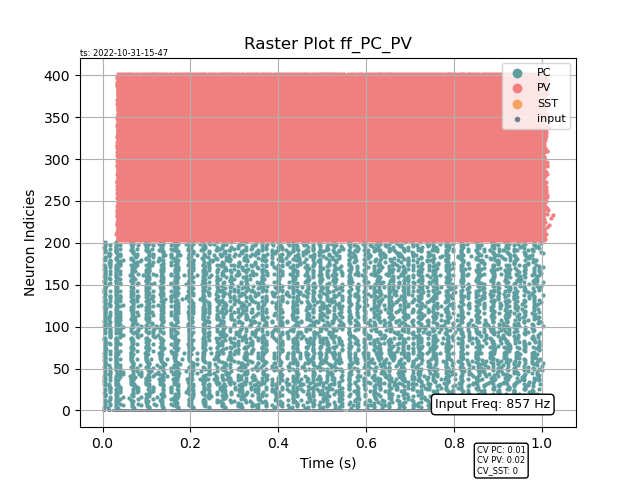 Raster Plot ff_PC_PV
ts: 2022-10-31-15-47
400
350
300
250
200
150
100
50
0
Neuron Indicies
PC
PV
SST
input
Input Freq: 857 Hz
0.0 0.2 0.4 0.6 0.8 1.0
Time (s)
CV PC: 0.01
CV PV: 0.02
CV_SST: 0